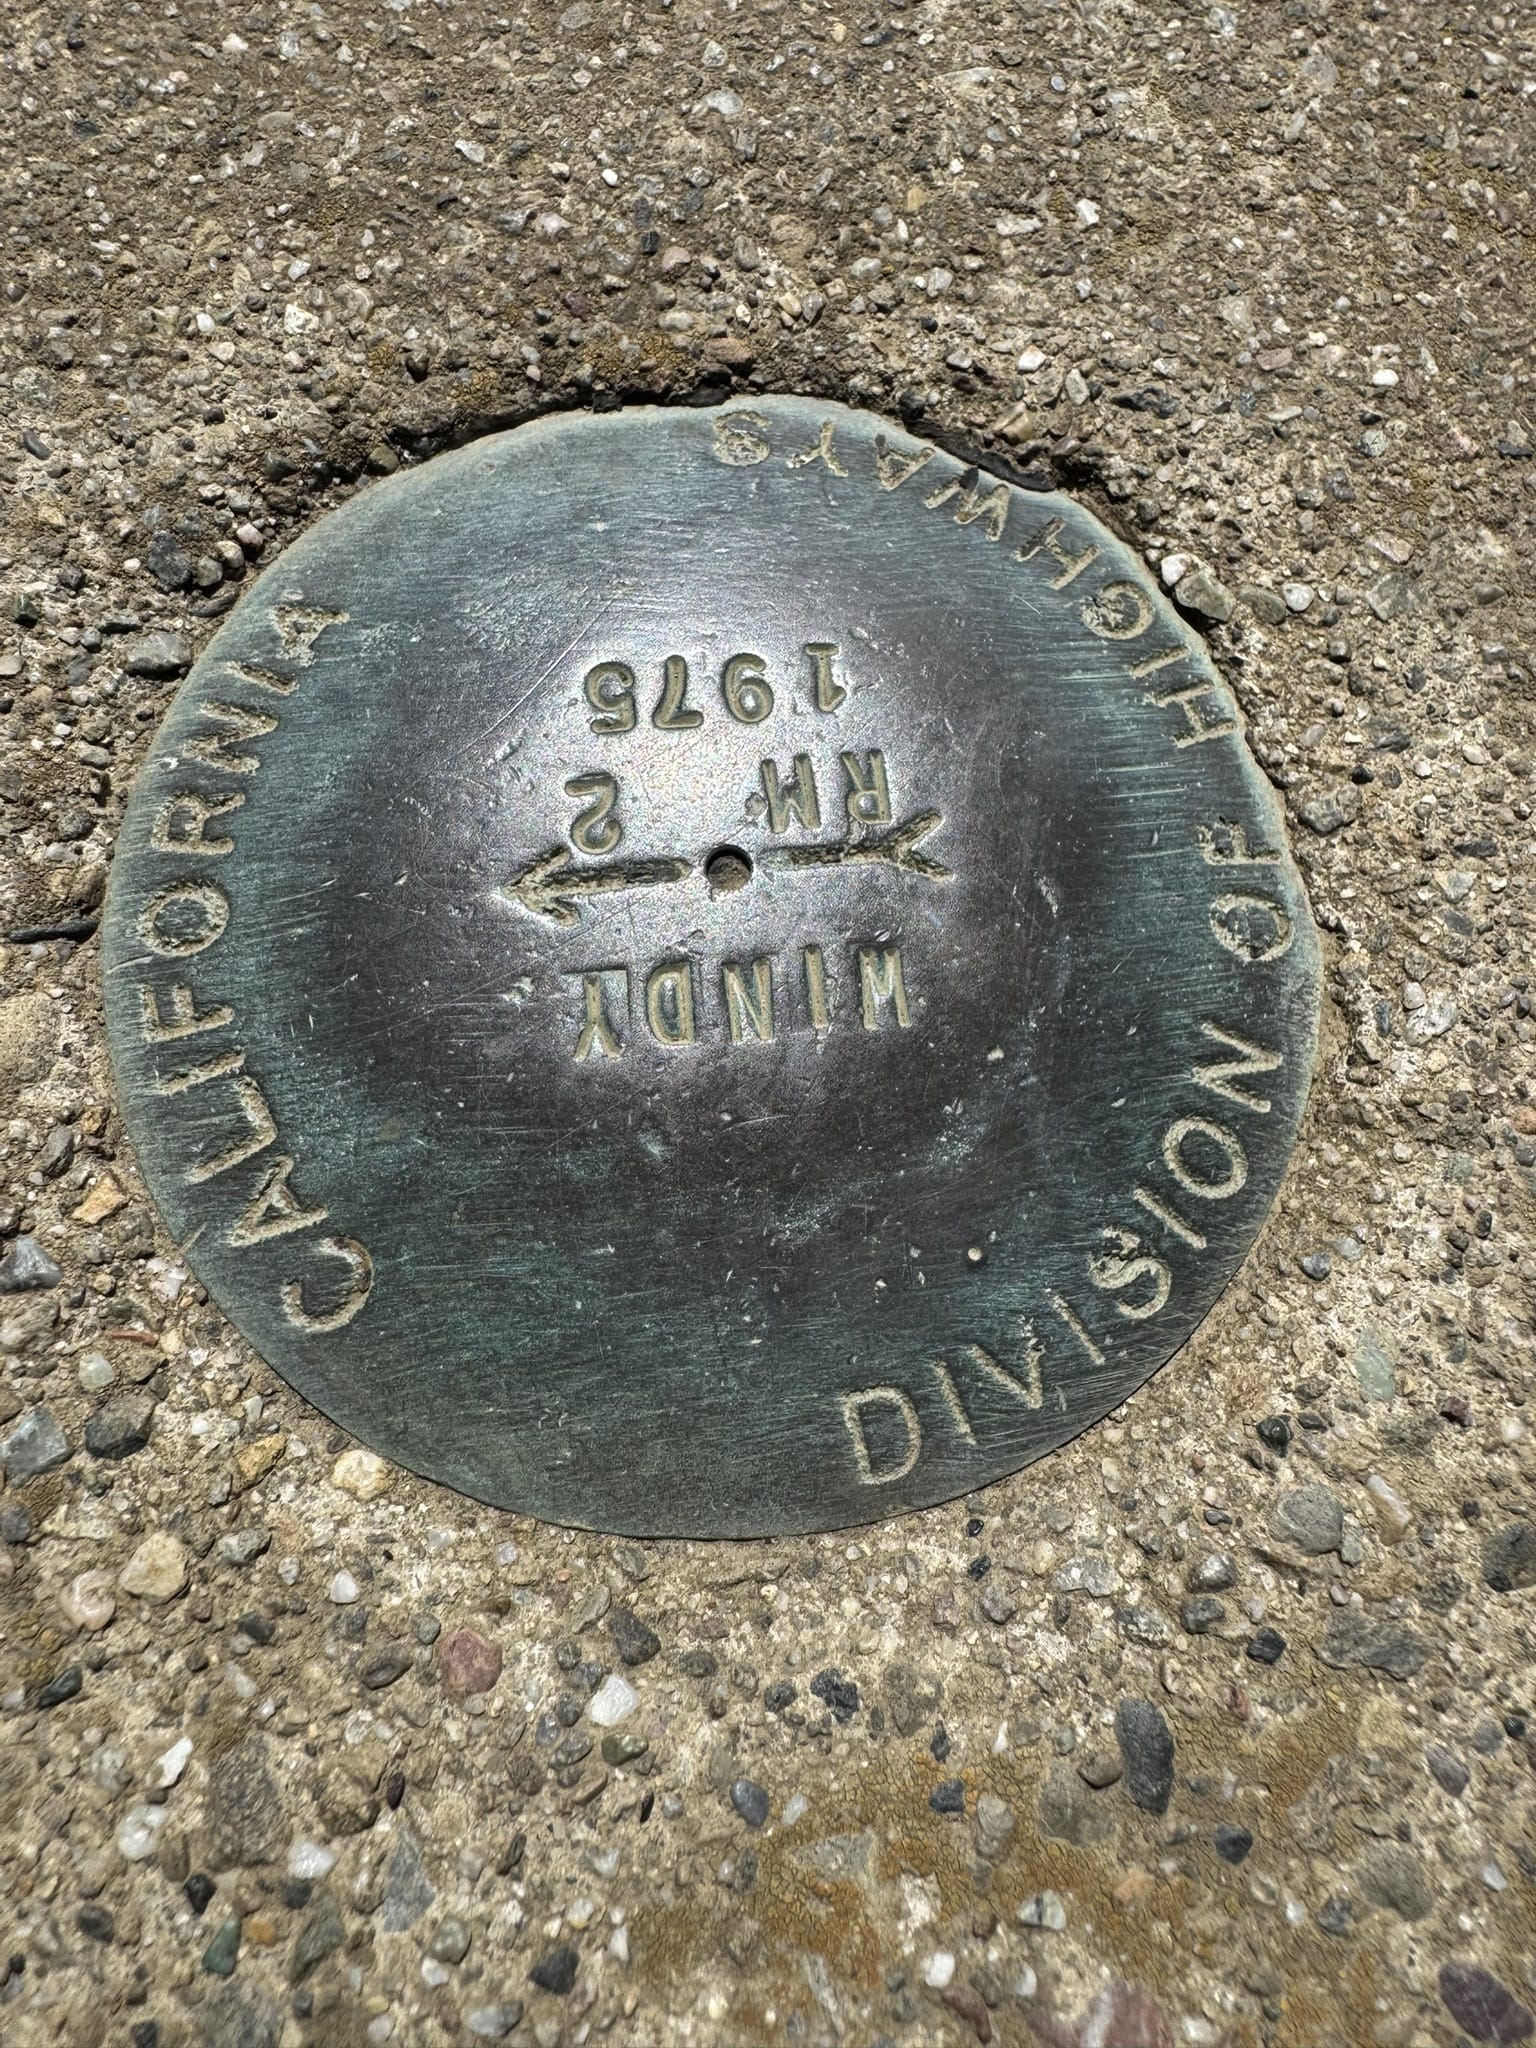 CALIFORNIA
DIVISION OF HIGHWAYS
WINDY
RM 2
1975